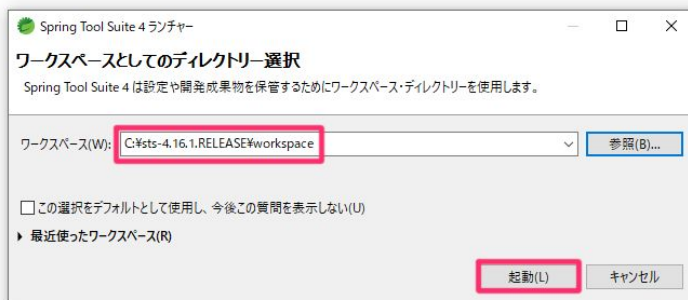 Spring Tool Suite 4 ランチャー
ワークスペースとしてのディレクトリー選択
Spring Tool Suite 4 は設定や開発成果物を保管するためにワークスペース・ディレクトリーを使用します。
ワークスペース(W): C:¥sts-4.16.1.RELEASE¥workspace 参照(B)...
この選択をデフォルトとして使用し、今後この質問を表示しない(U)
最近使ったワークスペース(R)
起動(L) キャンセル